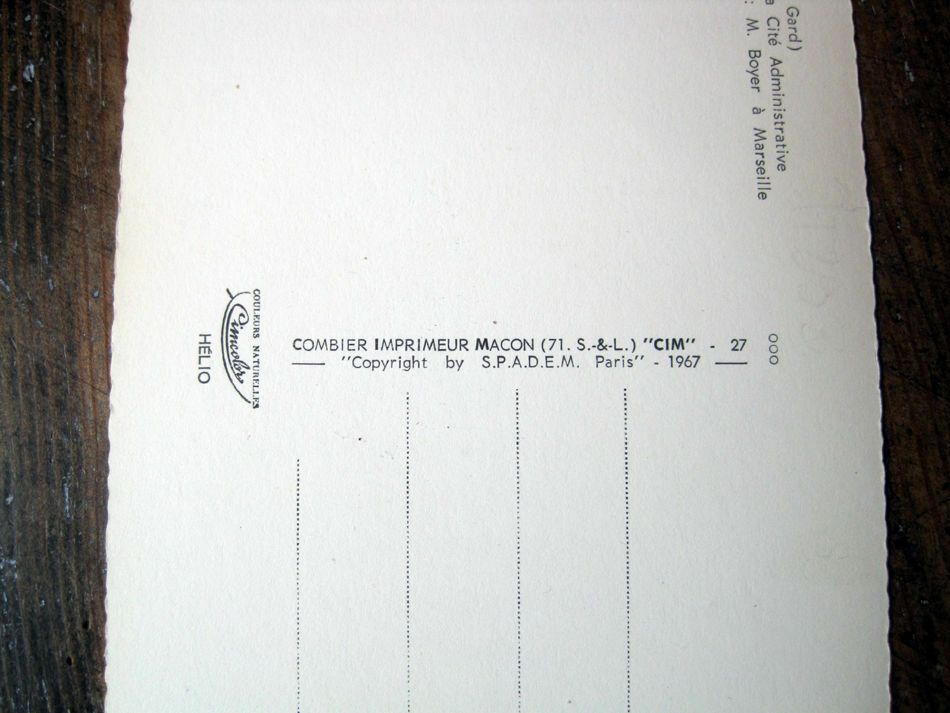 Gard)
Cité Administrative
: M. Boyer à Marseille
COULEURS NATURELLES
Cimcolor
HÉLIO
COMBIER IMPRIMEUR MACON (71. S.-&-L.) "CIM" - 27
"Copyright by S.P.A.D.E.M. Paris" - 1967
000